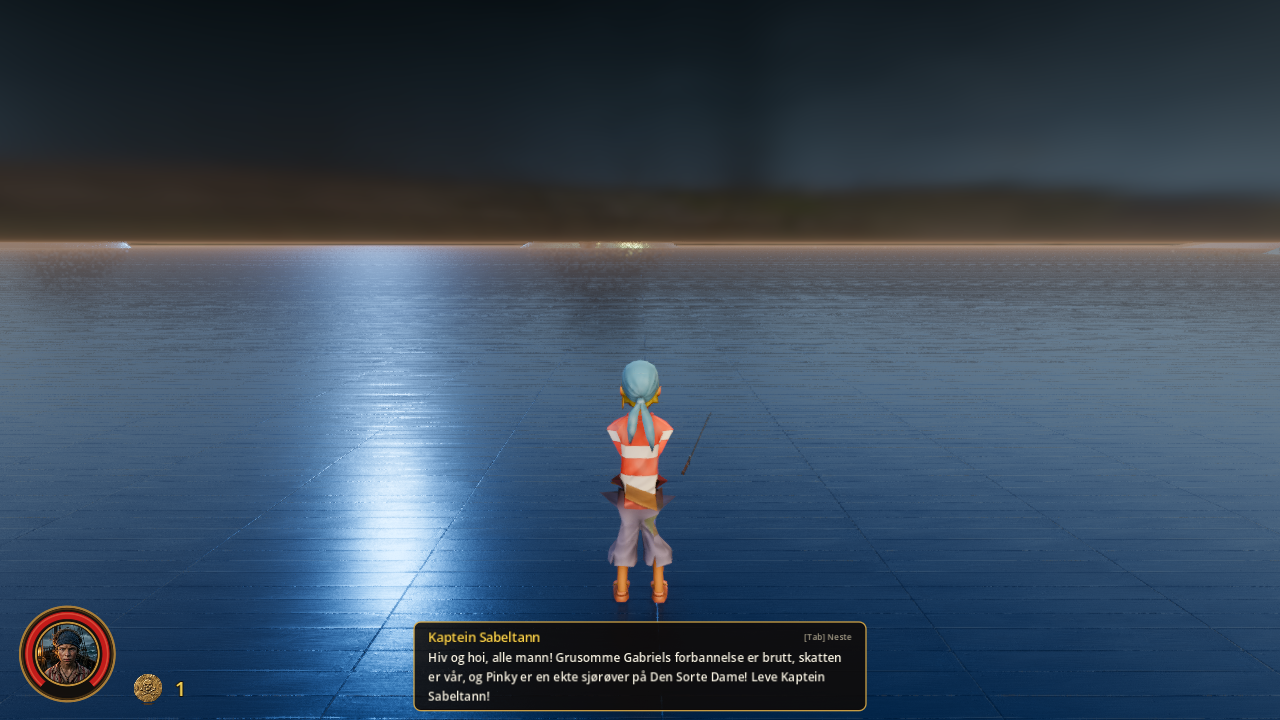 Kaptein Sabeltann
[Tab] Neste
Hiv og hoi, alle mann! Grusomme Gabriels forbannelse er brutt, skatten
er vår, og Pinky er en ekte sjørøver på Den Sorte Dame! Leve Kaptein
Sabeltann!
1